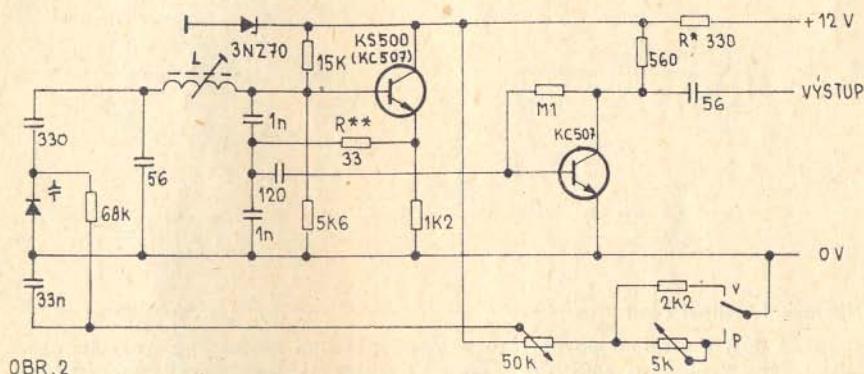 +12 V
3NZ70
KS500
(KC507)
R* 330
15K
560
L
M1
56
VÝSTUP
1n
R**
33
KC507
330
56
120
68k
1n
5K6
1K2
0 V
33n
2K2
V
P
50K
5k
OBR.2